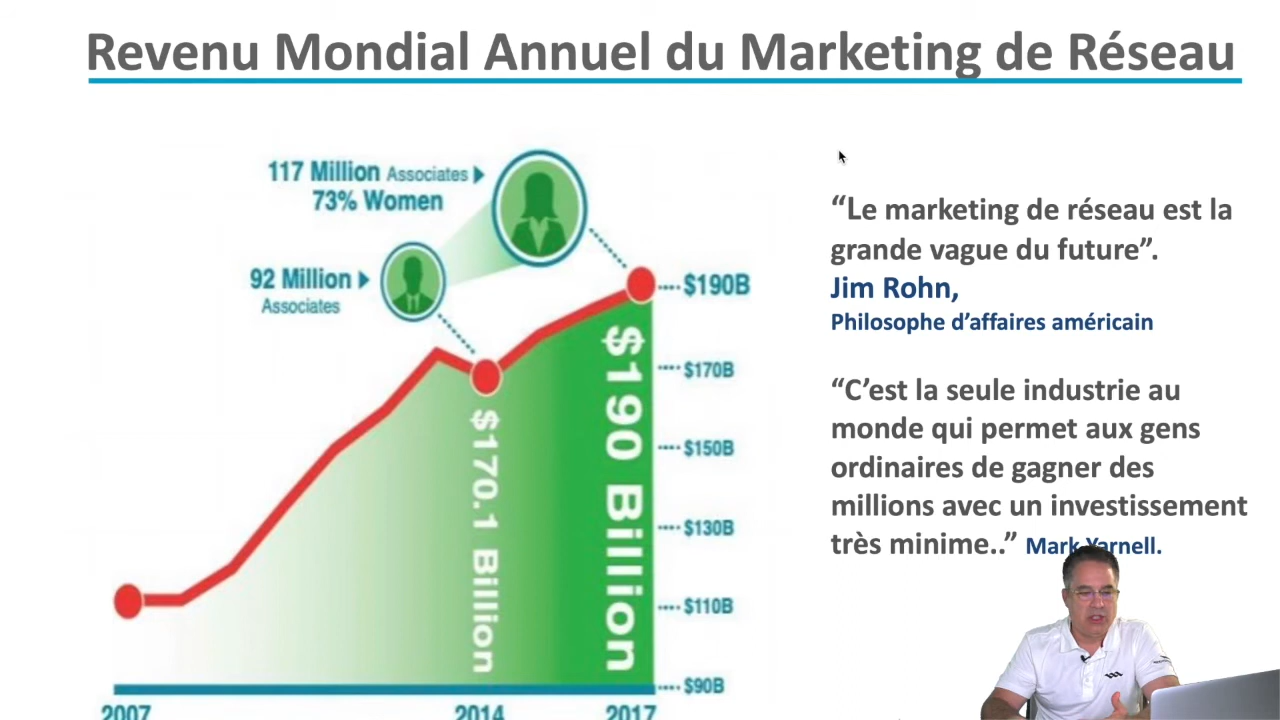 Revenu Mondial Annuel du Marketing de Réseau
117 Million Associates
73% Women
92 Million
Associates
$190B
$170B
$150B
$130B
$110B
$90B
$170.1 Billion
$190 Billion
2007
2014
2017
“Le marketing de réseau est la
grande vague du future”.
Jim Rohn,
Philosophe d’affaires américain
“C’est la seule industrie au
monde qui permet aux gens
ordinaires de gagner des
millions avec un investissement
très minime..” Mark Yarnell.